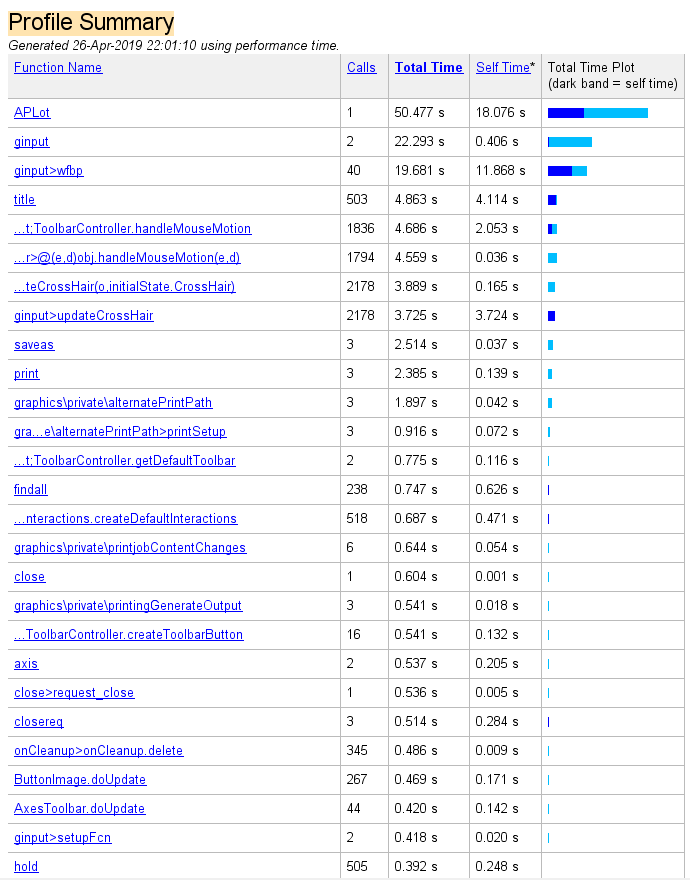 Profile Summary
Generated 26-Apr-2019 22:01:10 using performance time.
Function Name Calls Total Time Self Time* Total Time Plot
(dark band = self time)
APLot 1 50.477 s 18.076 s
ginput 2 22.293 s 0.406 s
ginput>wfbp 40 19.681 s 11.868 s
title 503 4.863 s 4.114 s
...t;ToolbarController.handleMouseMotion 1836 4.686 s 2.053 s
...r>@(e,d)obj.handleMouseMotion(e,d) 1794 4.559 s 0.036 s
...teCrossHair(o,initialState.CrossHair) 2178 3.889 s 0.165 s
ginput>updateCrossHair 2178 3.725 s 3.724 s
saveas 3 2.514 s 0.037 s
print 3 2.385 s 0.139 s
graphics\private\alternatePrintPath 3 1.897 s 0.042 s
gra...e\alternatePrintPath>printSetup 3 0.916 s 0.072 s
...t;ToolbarController.getDefaultToolbar 2 0.775 s 0.116 s
findall 238 0.747 s 0.626 s
...nteractions.createDefaultInteractions 518 0.687 s 0.471 s
graphics\private\printjobContentChanges 6 0.644 s 0.054 s
close 1 0.604 s 0.001 s
graphics\private\printingGenerateOutput 3 0.541 s 0.018 s
...ToolbarController.createToolbarButton 16 0.541 s 0.132 s
axis 2 0.537 s 0.205 s
close>request_close 1 0.536 s 0.005 s
closereq 3 0.514 s 0.284 s
onCleanup>onCleanup.delete 345 0.486 s 0.009 s
ButtonImage.doUpdate 267 0.469 s 0.171 s
AxesToolbar.doUpdate 44 0.420 s 0.142 s
ginput>setupFcn 2 0.418 s 0.020 s
hold 505 0.392 s 0.248 s